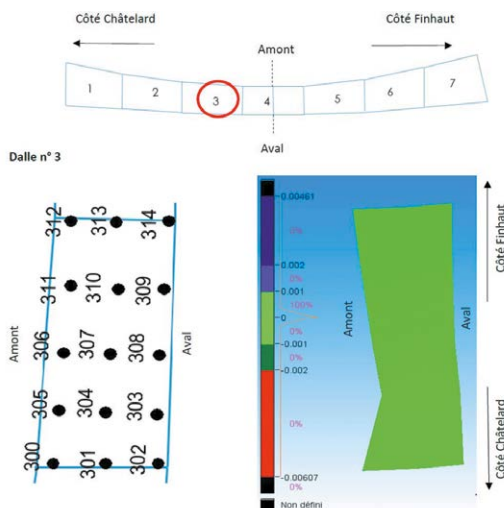 Côté Châtelard
Côté Finhaut
Amont
1 2 3 4 5 6 7
Aval
Dalle n° 3
312 313 314
311 310 309
306 307 308
305 304 303
300 301 302
Amont
Aval
0.00461
0%
0.002
0%
0.001
100%
0
0%
-0.001
0%
-0.002
0%
-0.00607
0%
Non défini
Amont
Aval
Côté Finhaut
Côté Châtelard